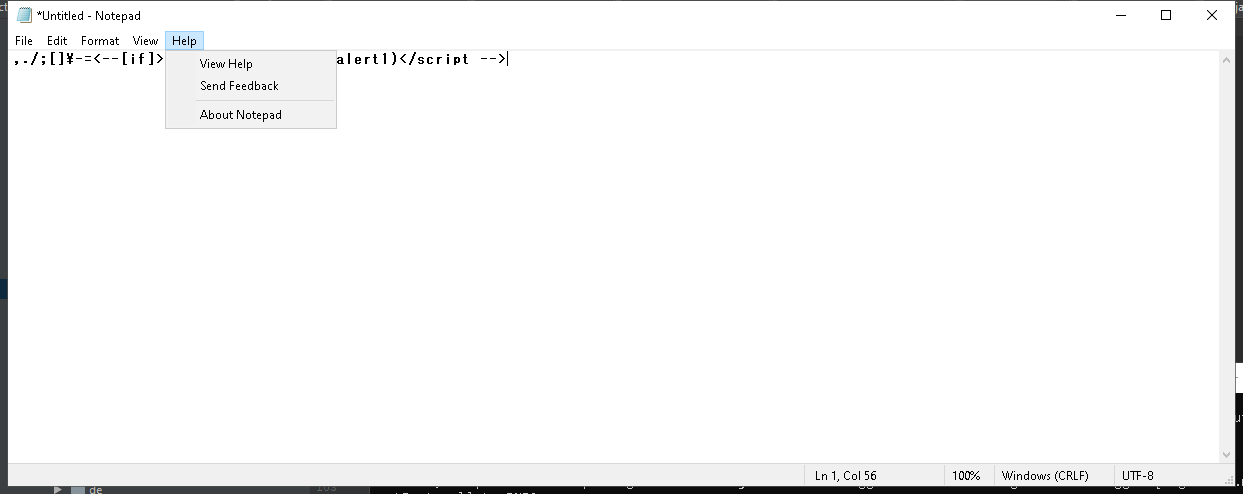 *Untitled - Notepad
File Edit Format View Help
,./;[]¥-=<--[if]> alert1)</script -->
View Help
Send Feedback
About Notepad
Ln 1, Col 56 100% Windows (CRLF) UTF-8
de